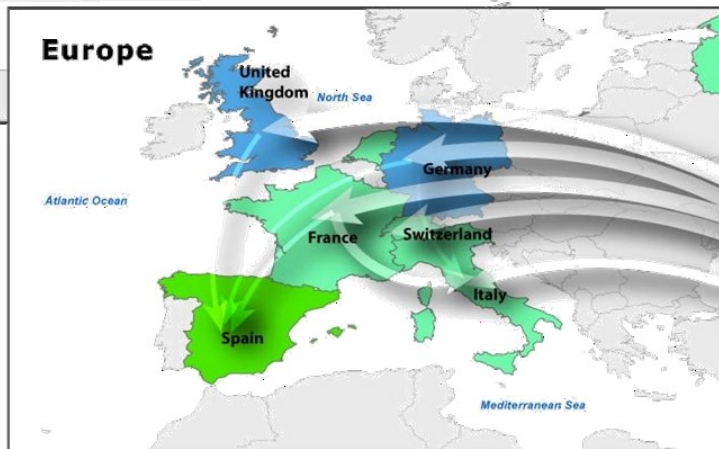 Europe
United
Kingdom
North Sea
Germany
Atlantic Ocean
France
Switzerland
Italy
Spain
Mediterranean Sea